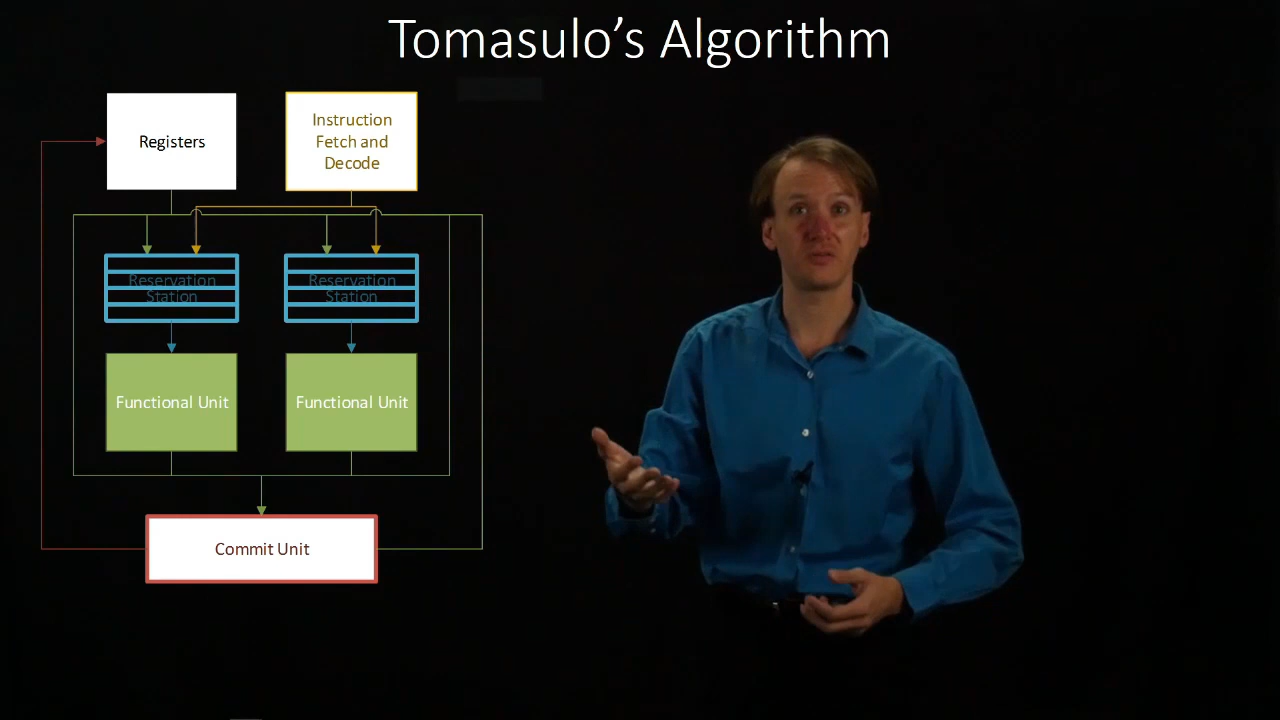 Tomasulo's Algorithm
Registers
Instruction
Fetch and
Decode
Reservation
Station
Reservation
Station
Functional Unit
Functional Unit
Commit Unit